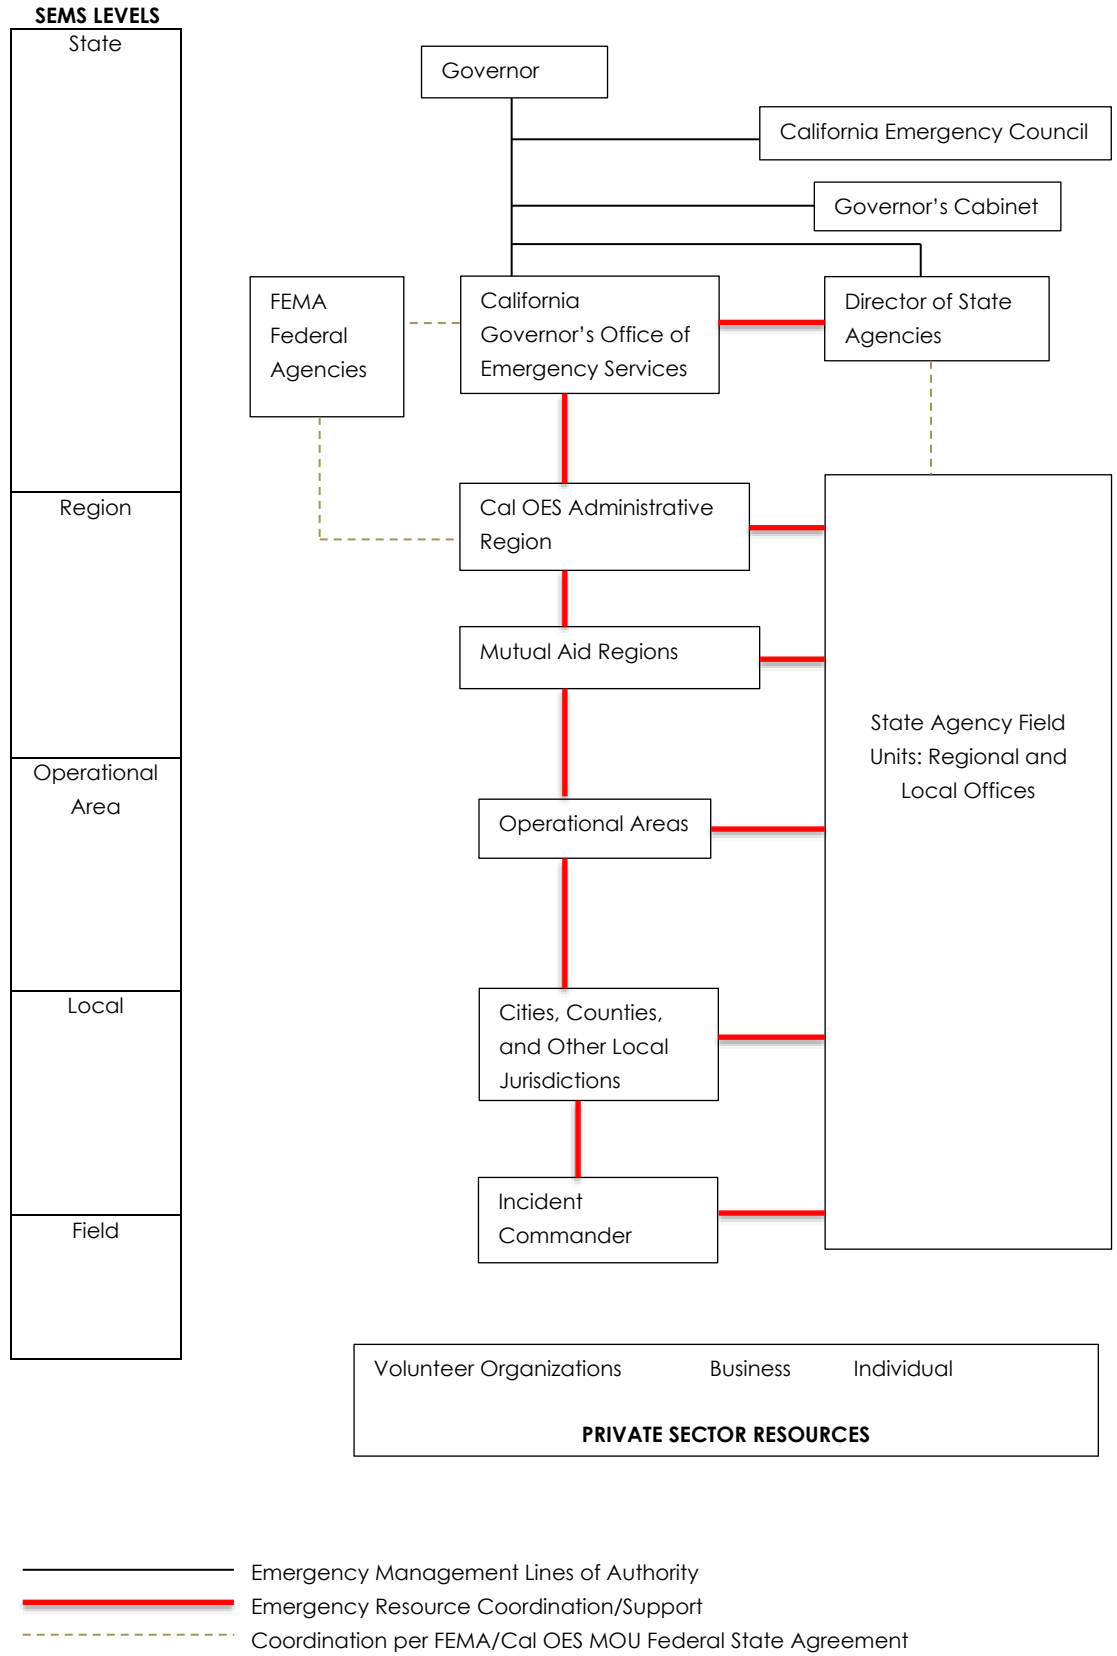 SEMS LEVELS
State
Governor
California Emergency Council
Governor’s Cabinet
FEMA
Federal
Agencies
California
Governor’s Office of
Emergency Services
Director of State
Agencies
Region
Cal OES Administrative
Region
Mutual Aid Regions
State Agency Field
Units: Regional and
Local Offices
Operational
Area
Operational Areas
Local
Cities, Counties,
and Other Local
Jurisdictions
Incident
Commander
Field
Volunteer Organizations Business Individual
PRIVATE SECTOR RESOURCES
Emergency Management Lines of Authority
Emergency Resource Coordination/Support
Coordination per FEMA/Cal OES MOU Federal State Agreement